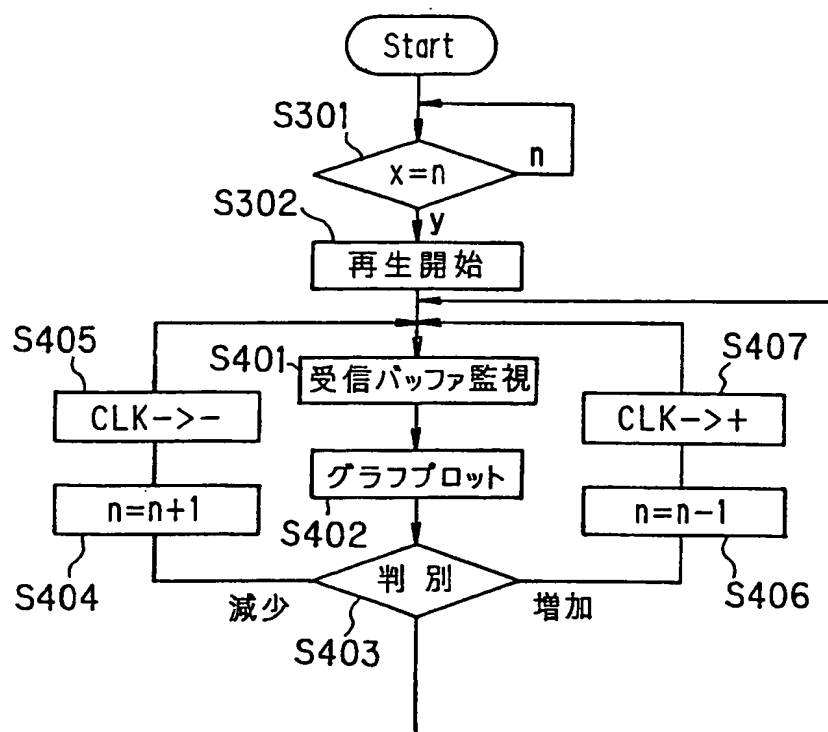 Start
S301
x=n
n
y
S302
再生開始
S405
S401
S407
CLK->-
受信バッファ監視
CLK->+
グラフプロット
n=n+1
S402
n=n-1
S404
判別
S406
減少
増加
S403